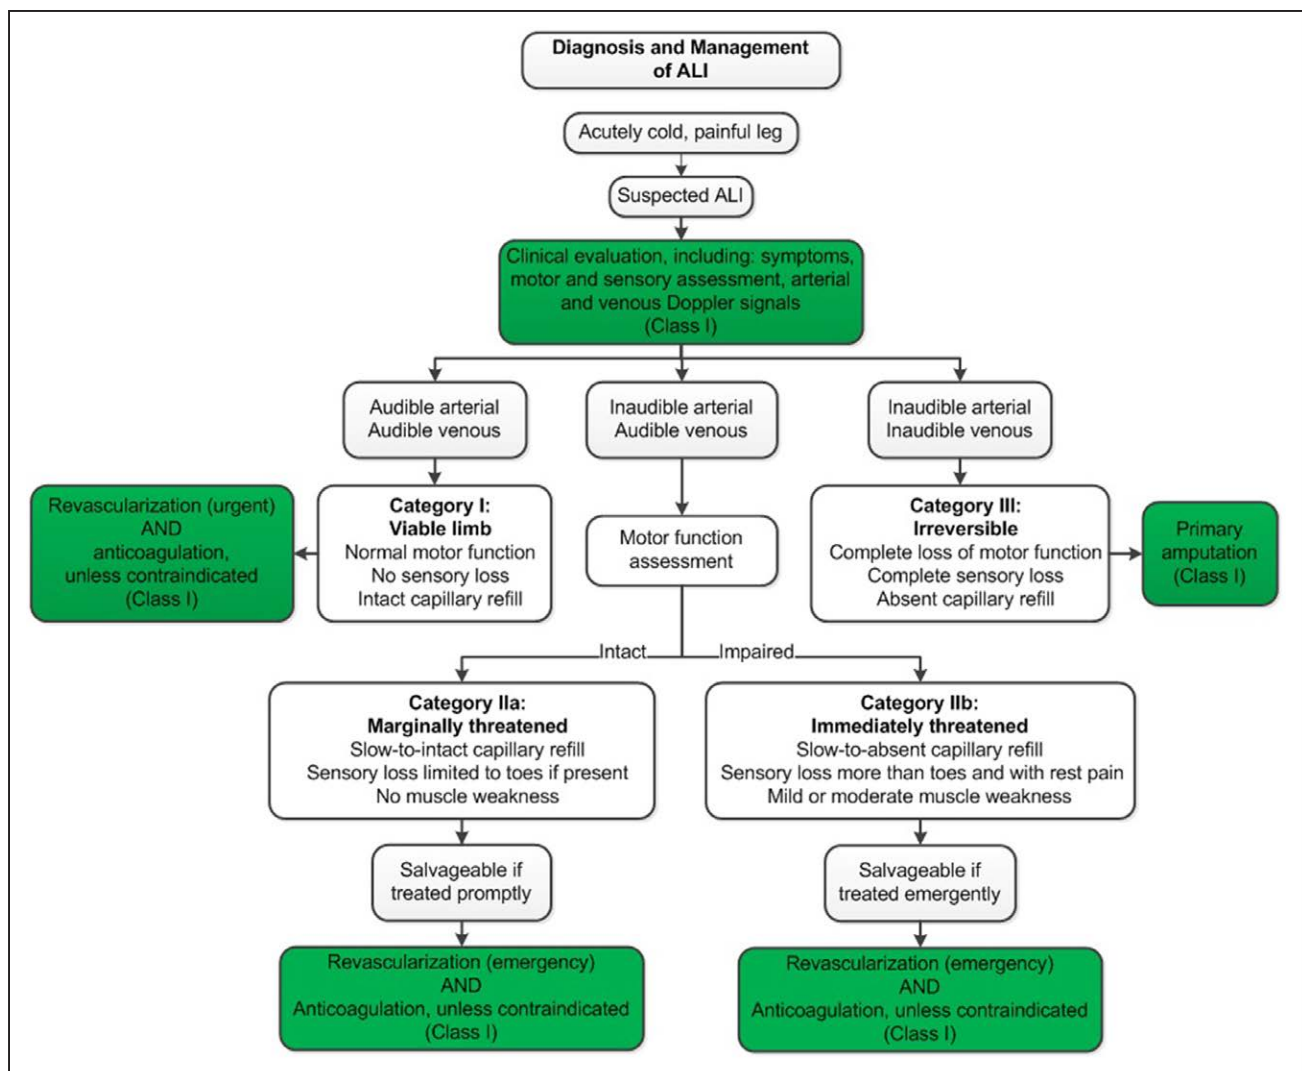 Diagnosis and Management
of ALI
Acutely cold, painful leg
Suspected ALI
Clinical evaluation, including: symptoms,
motor and sensory assessment, arterial
and venous Doppler signals
(Class I)
Audible arterial
Audible venous
Inaudible arterial
Audible venous
Inaudible arterial
Inaudible venous
Revascularization (urgent)
AND
anticoagulation,
unless contraindicated
(Class I)
Category I:
Viable limb
Normal motor function
No sensory loss
Intact capillary refill
Motor function
assessment
Category III:
Irreversible
Complete loss of motor function
Complete sensory loss
Absent capillary refill
Primary
amputation
(Class I)
Intact
Impaired
Category IIa:
Marginally threatened
Slow-to-intact capillary refill
Sensory loss limited to toes if present
No muscle weakness
Category IIb:
Immediately threatened
Slow-to-absent capillary refill
Sensory loss more than toes and with rest pain
Mild or moderate muscle weakness
Salvageable if
treated promptly
Salvageable if
treated emergently
Revascularization (emergency)
AND
Anticoagulation, unless contraindicated
(Class I)
Revascularization (emergency)
AND
Anticoagulation, unless contraindicated
(Class I)